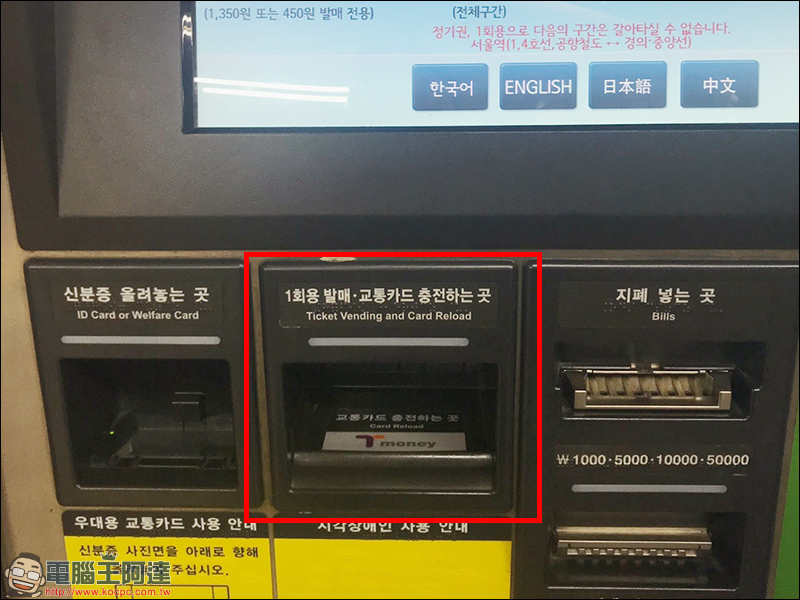 (1,350원 또는 450원 발매 전용)
(전체구간)
정기권, 1회용으로 다음의 구간은 갈아타실 수 없습니다.
서울역(1,4호선,공항철도 ↔ 경의·중앙선)
한국어
ENGLISH
日本語
中文
신분증 올려놓는 곳
ID Card or Welfare Card
1회용 발매·교통카드 충전하는 곳
Ticket Vending and Card Reload
교통카드 충전하는 곳
Card Reload
T money
지폐 넣는 곳
Bills
₩1000·5000·10000·50000
우대용 교통카드 사용 안내
신분증 사진면을 아래로 향해
주십시오.
시각장애인 사용 안내
電腦王阿達
http://www.kocpc.com.tw